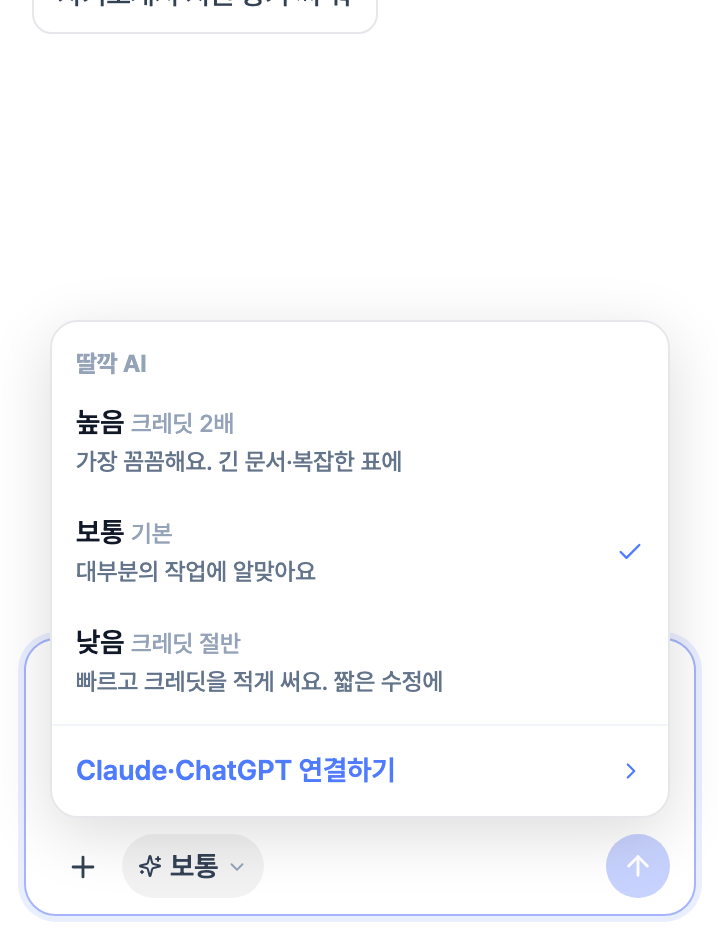 딸깍 AI
높음 크레딧 2배
가장 꼼꼼해요. 긴 문서·복잡한 표에
보통 기본
대부분의 작업에 알맞아요
낮음 크레딧 절반
빠르고 크레딧을 적게 써요. 짧은 수정에
Claude·ChatGPT 연결하기
보통